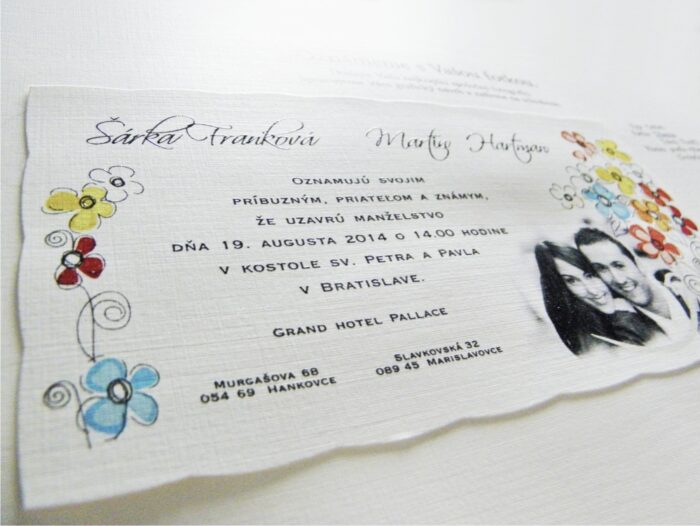 Šárka Franková Martin Hartman
Oznamujú svojim
príbuzným, priateľom a známym,
že uzavrú manželstvo
dňa 19. augusta 2014 o 14.00 hodine
v kostole sv. Petra a Pavla
v Bratislave.
Grand hotel Pallace
Murgašova 68
054 69 Hankovce
Slavkovská 32
089 45 Marislavovce